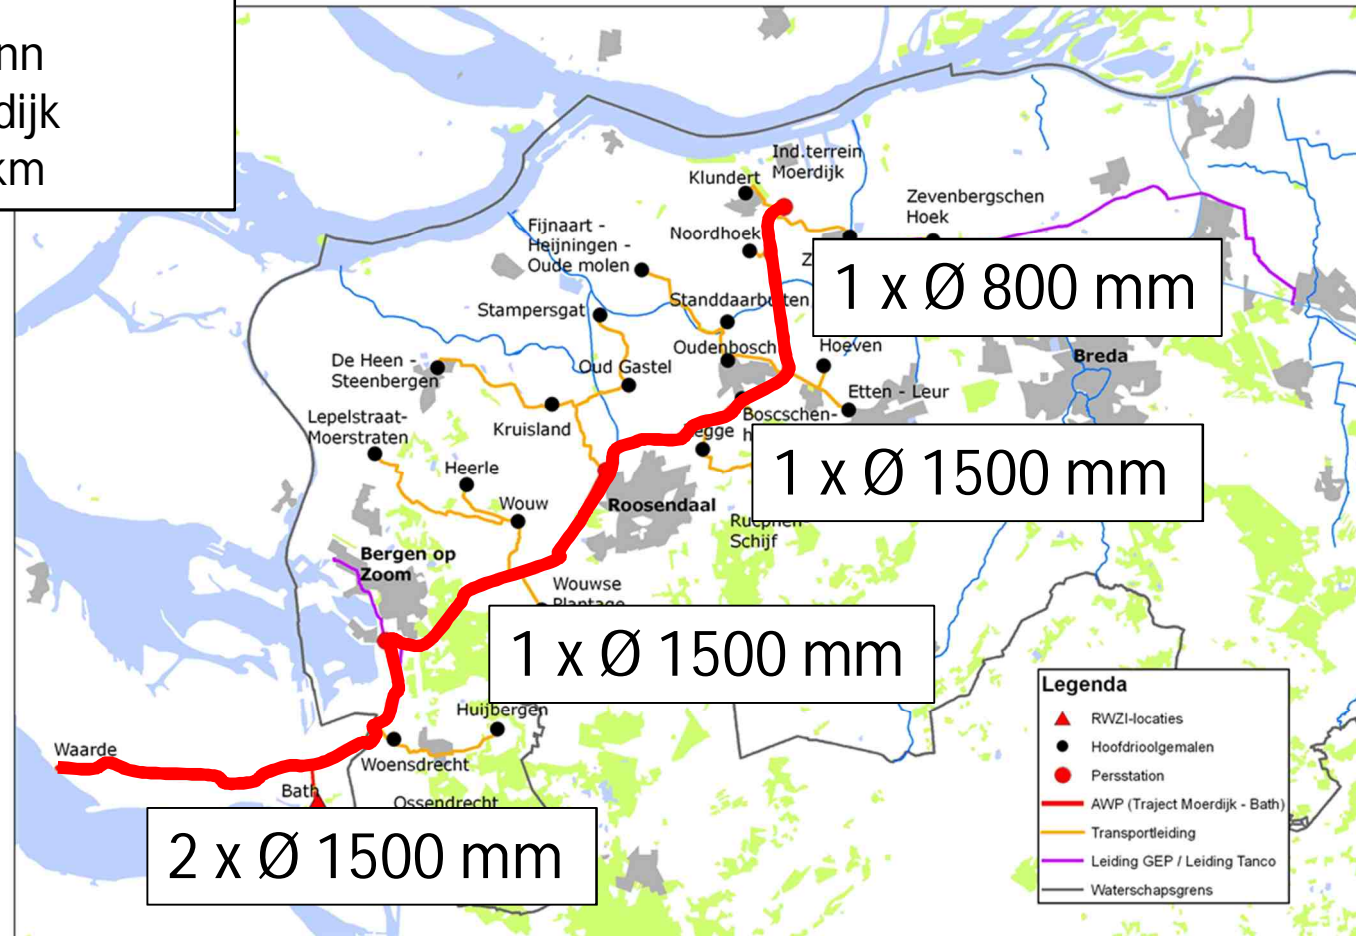 nn
dijk
km
Ind.terrein
Moerdijk
Klundert
Zevenbergschen
Hoek
Fijnaart -
Heijningen -
Oude molen
Noordhoek
Z
1 x Ø 800 mm
Stampersgat
Oudenbosch
Hoeven
Breda
De Heen -
Steenbergen
Oud Gastel
Etten - Leur
Lepelstraat-
Moerstraten
Kruisland
Boscschen-
h
egge
1 x Ø 1500 mm
Heerle
Wouw
Roosendaal
Schijf
Bergen op
Zoom
Wouwse
Plantage
1 x Ø 1500 mm
Huijbergen
Waarde
Woensdrecht
Bath
Ossendrecht
2 x Ø 1500 mm
Legenda
RWZI-locaties
Hoofdrioolgemalen
Persstation
AWP (Traject Moerdijk - Bath)
Transportleiding
Leiding GEP / Leiding Tanco
Waterschapsgrens